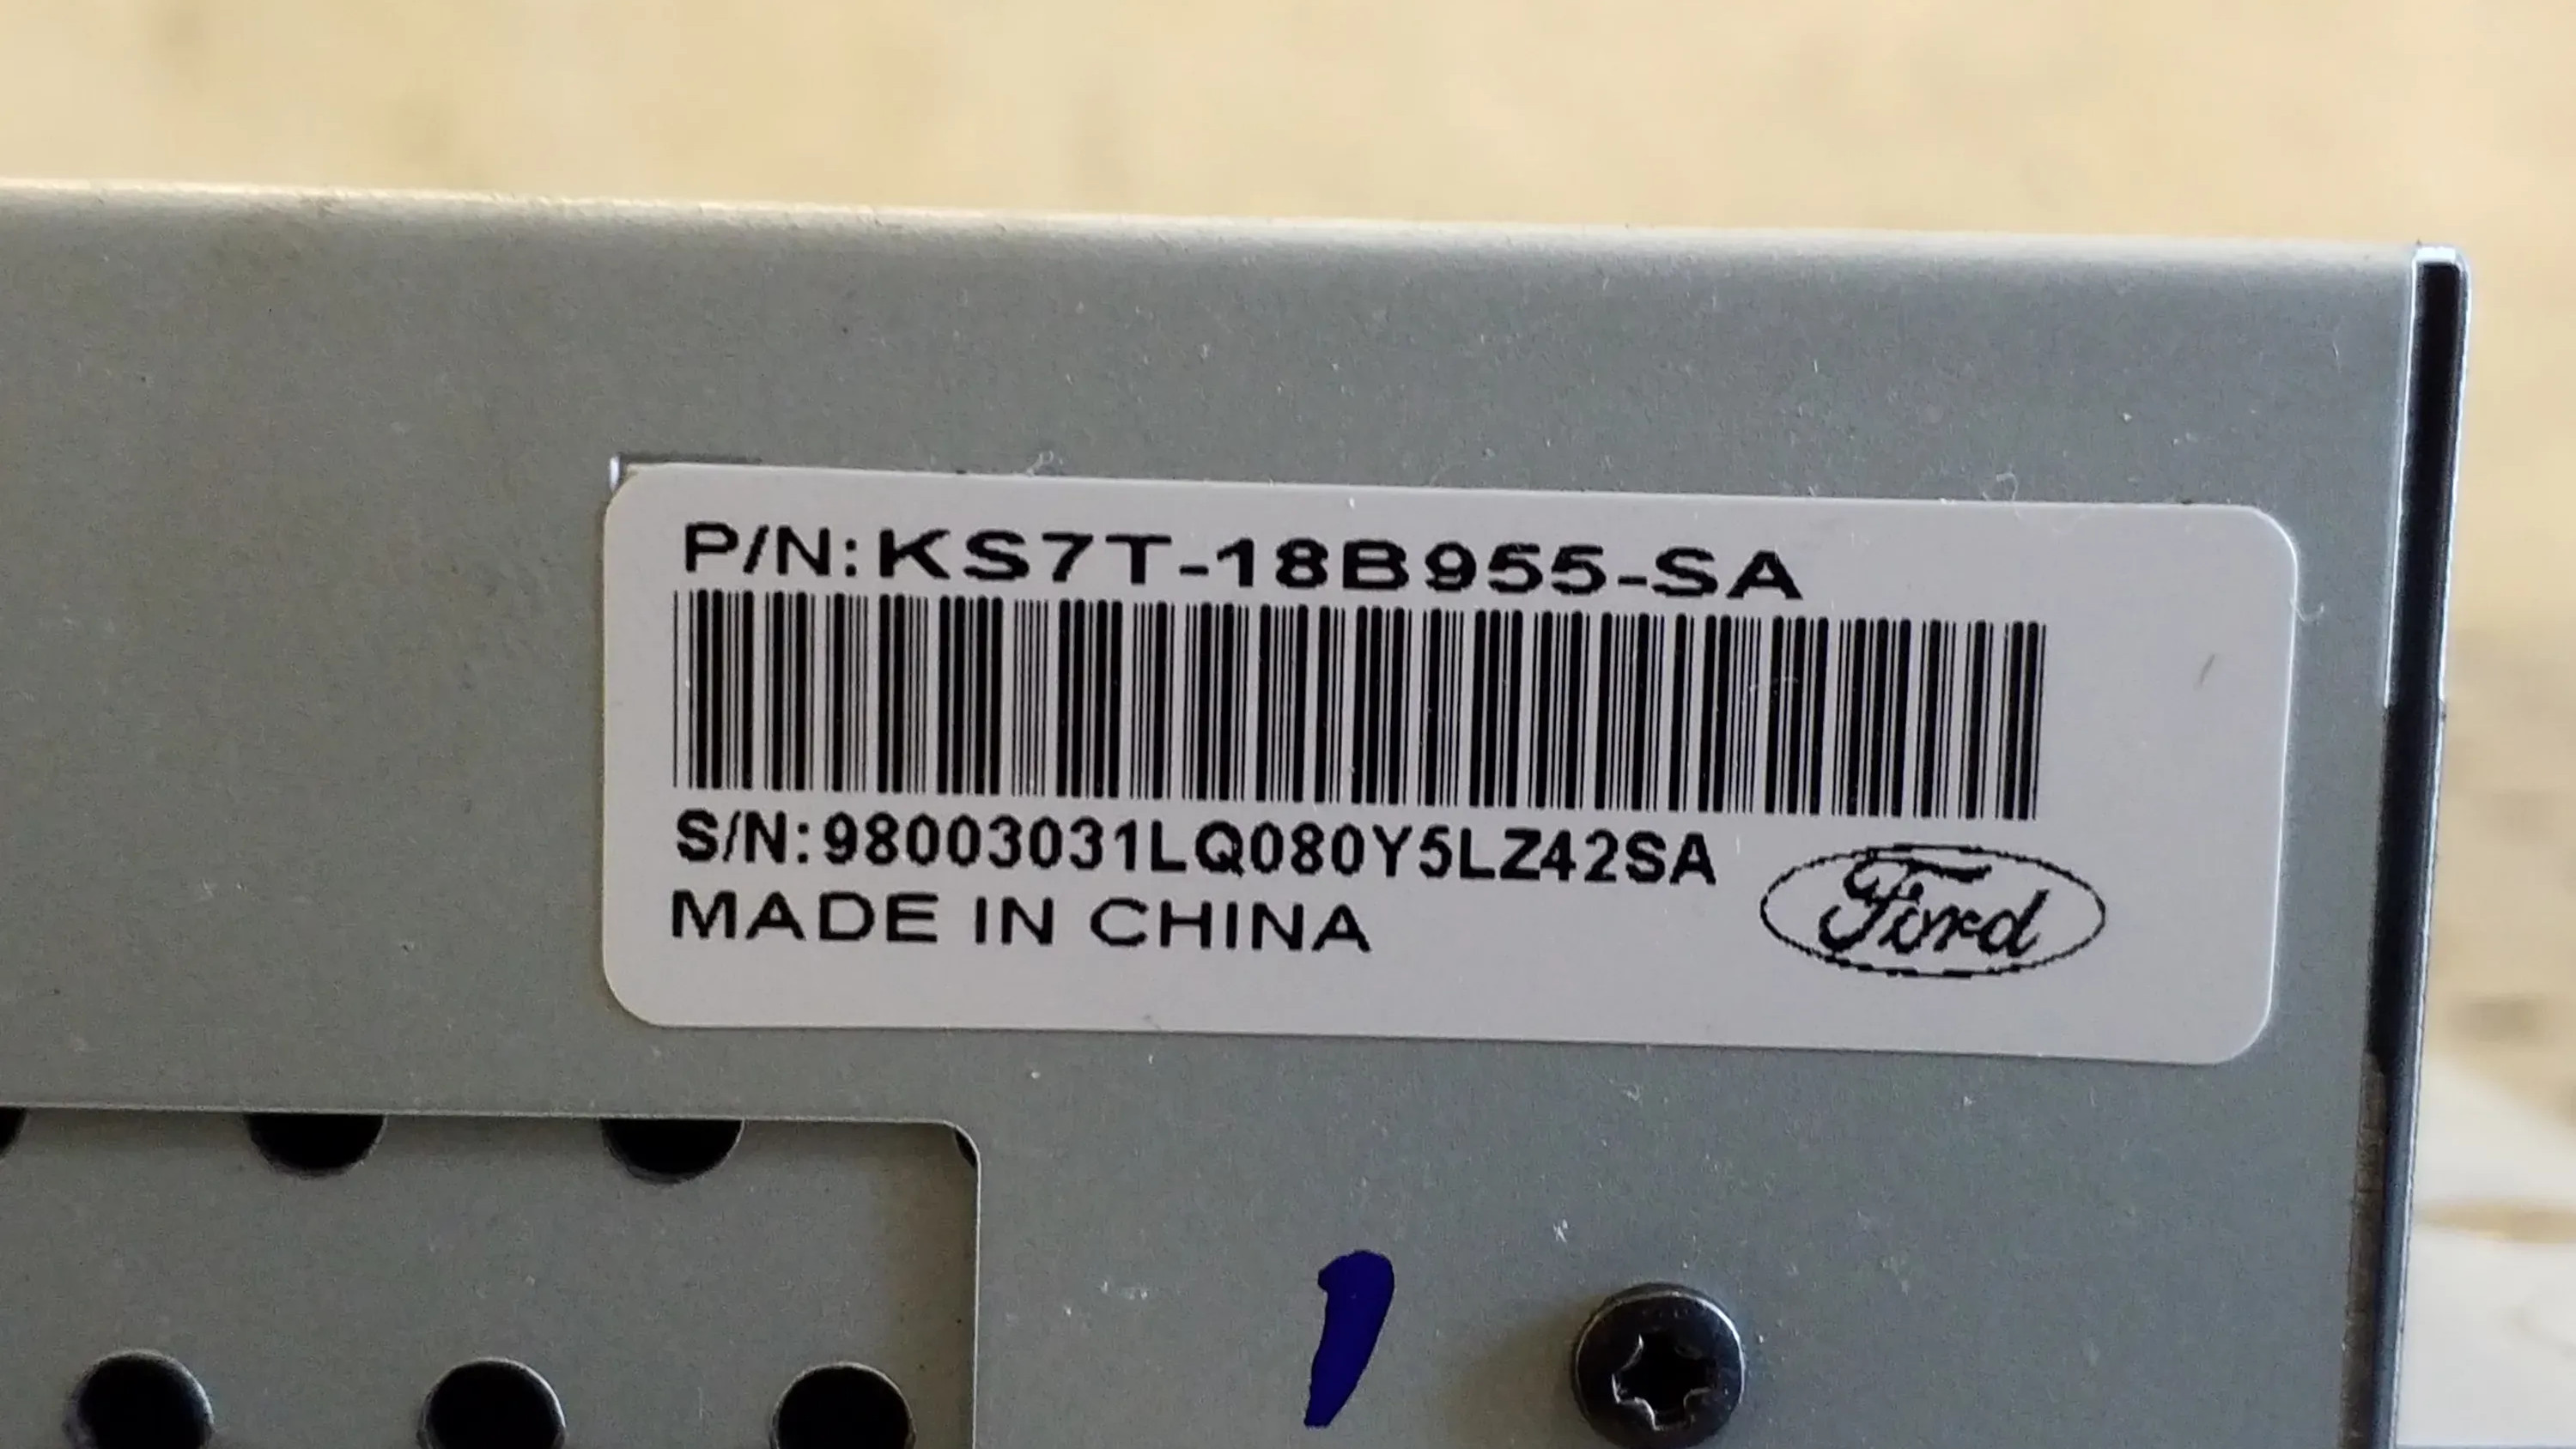 P/N:KS7T-18B955-SA
S/N:98003031LQ080Y5LZ42SA
MADE IN CHINA
Ford